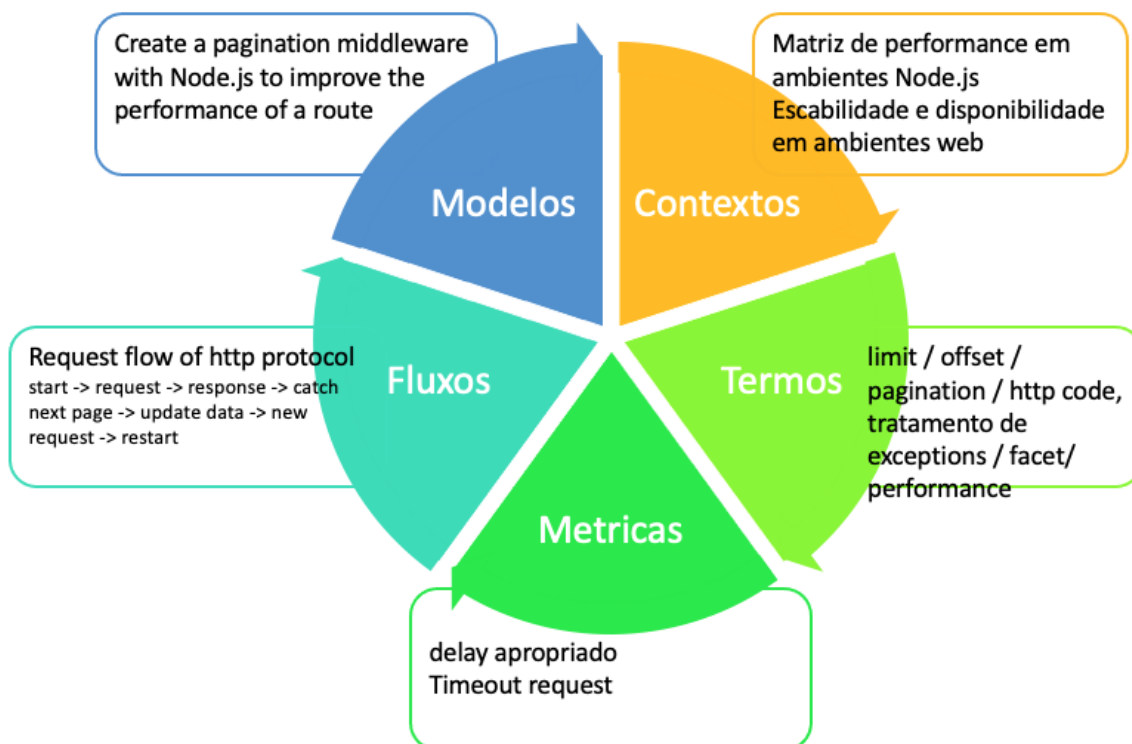 Create a pagination middleware
with Node.js to improve the
performance of a route
Matriz de performance em
ambientes Node.js
Escabilidade e disponibilidade
em ambientes web
Modelos
Contextos
Request flow of http protocol
start -> request -> response -> catch
next page -> update data -> new
request -> restart
Fluxos
Termos
limit / offset /
pagination / http code,
tratamento de
exceptions / facet/
performance
Metricas
delay apropriado
Timeout request